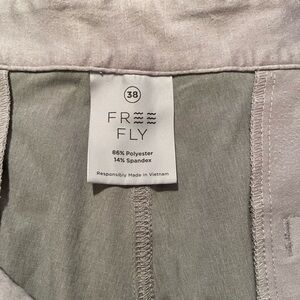 38
FREE
FLY
86% Polyester
14% Spandex
Responsibly Made in Vietnam